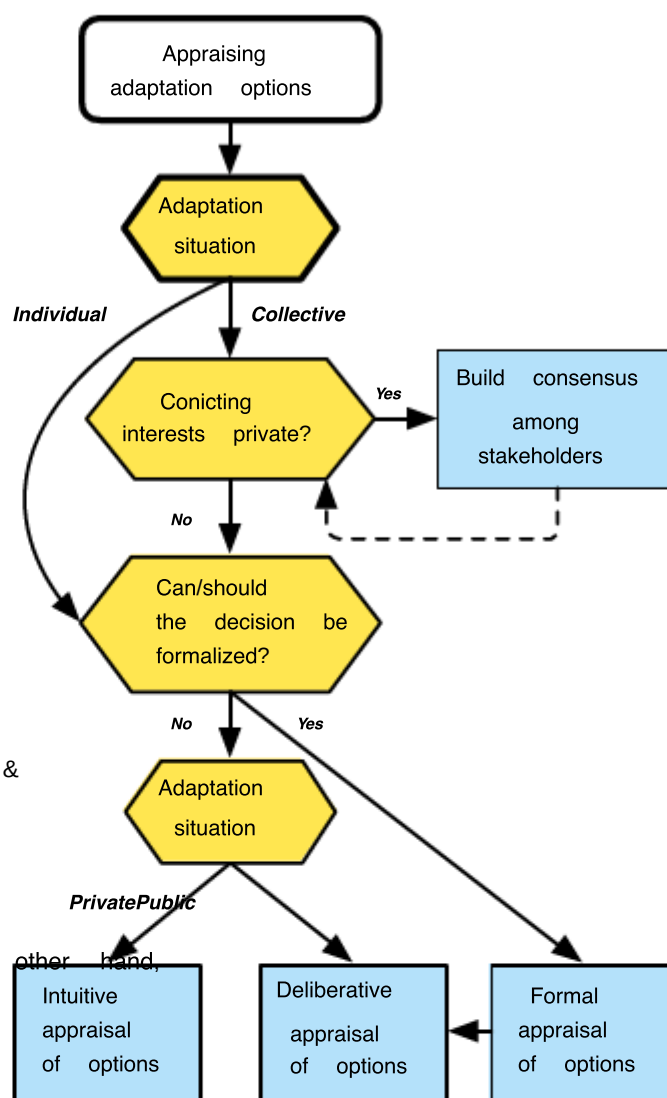 Appraising
adaptation options
Adaptation
situation
Individual
Collective
Conicting
interests private?
Yes
Build consensus
among
stakeholders
No
Can/should
the decision be
formalized?
No
Yes
&
Adaptation
situation
PrivatePublic
other hand,
Intuitive
appraisal
of options
Deliberative
appraisal
of options
Formal
appraisal
of options